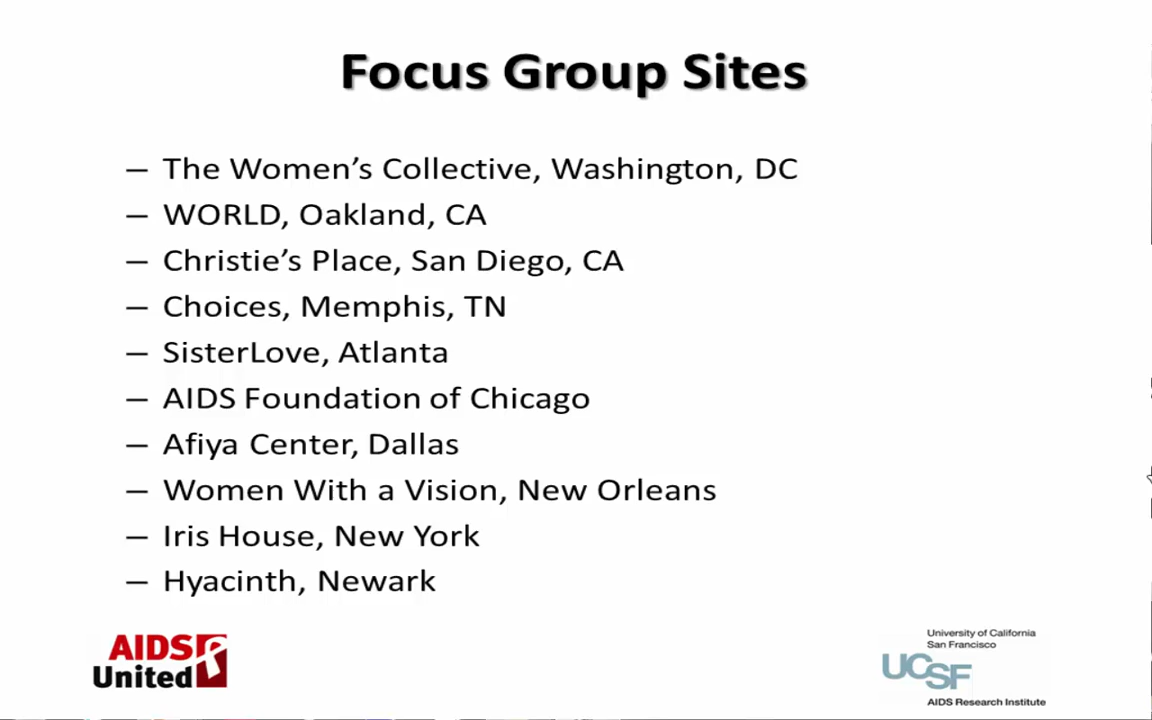 Focus Group Sites
– The Women’s Collective, Washington, DC
– WORLD, Oakland, CA
– Christie’s Place, San Diego, CA
– Choices, Memphis, TN
– SisterLove, Atlanta
– AIDS Foundation of Chicago
– Afiya Center, Dallas
– Women With a Vision, New Orleans
– Iris House, New York
– Hyacinth, Newark
AIDS
United
University of California
San Francisco
UCSF
AIDS Research Institute